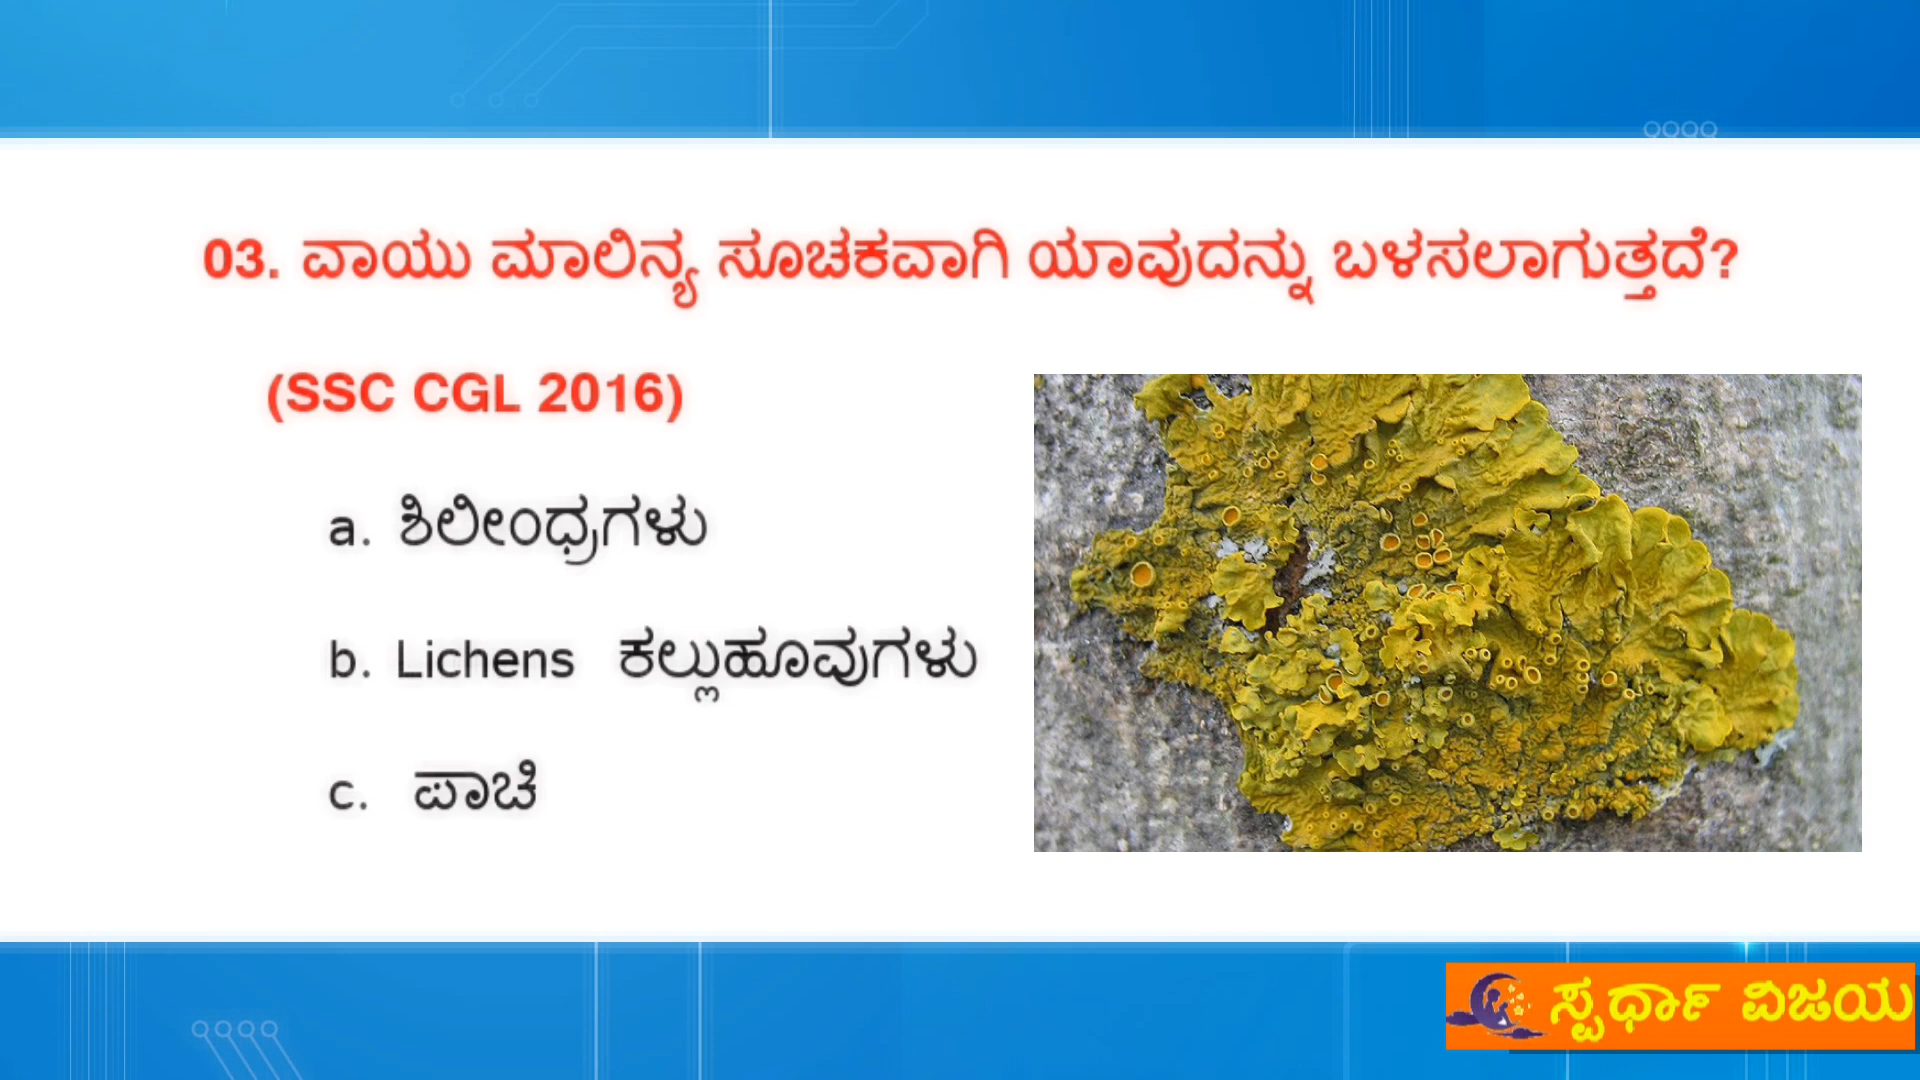 03. ವಾಯು ಮಾಲಿನ್ಯ ಸೂಚಕವಾಗಿ ಯಾವುದನ್ನು ಬಳಸಲಾಗುತ್ತದೆ?
(SSC CGL 2016)
a. ಶಿಲೀಂಧ್ರಗಳು
b. Lichens ಕಲ್ಲುಹೂವುಗಳು
c. ಪಾಚಿ
ಸ್ಪರ್ಧಾ ವಿಜಯ